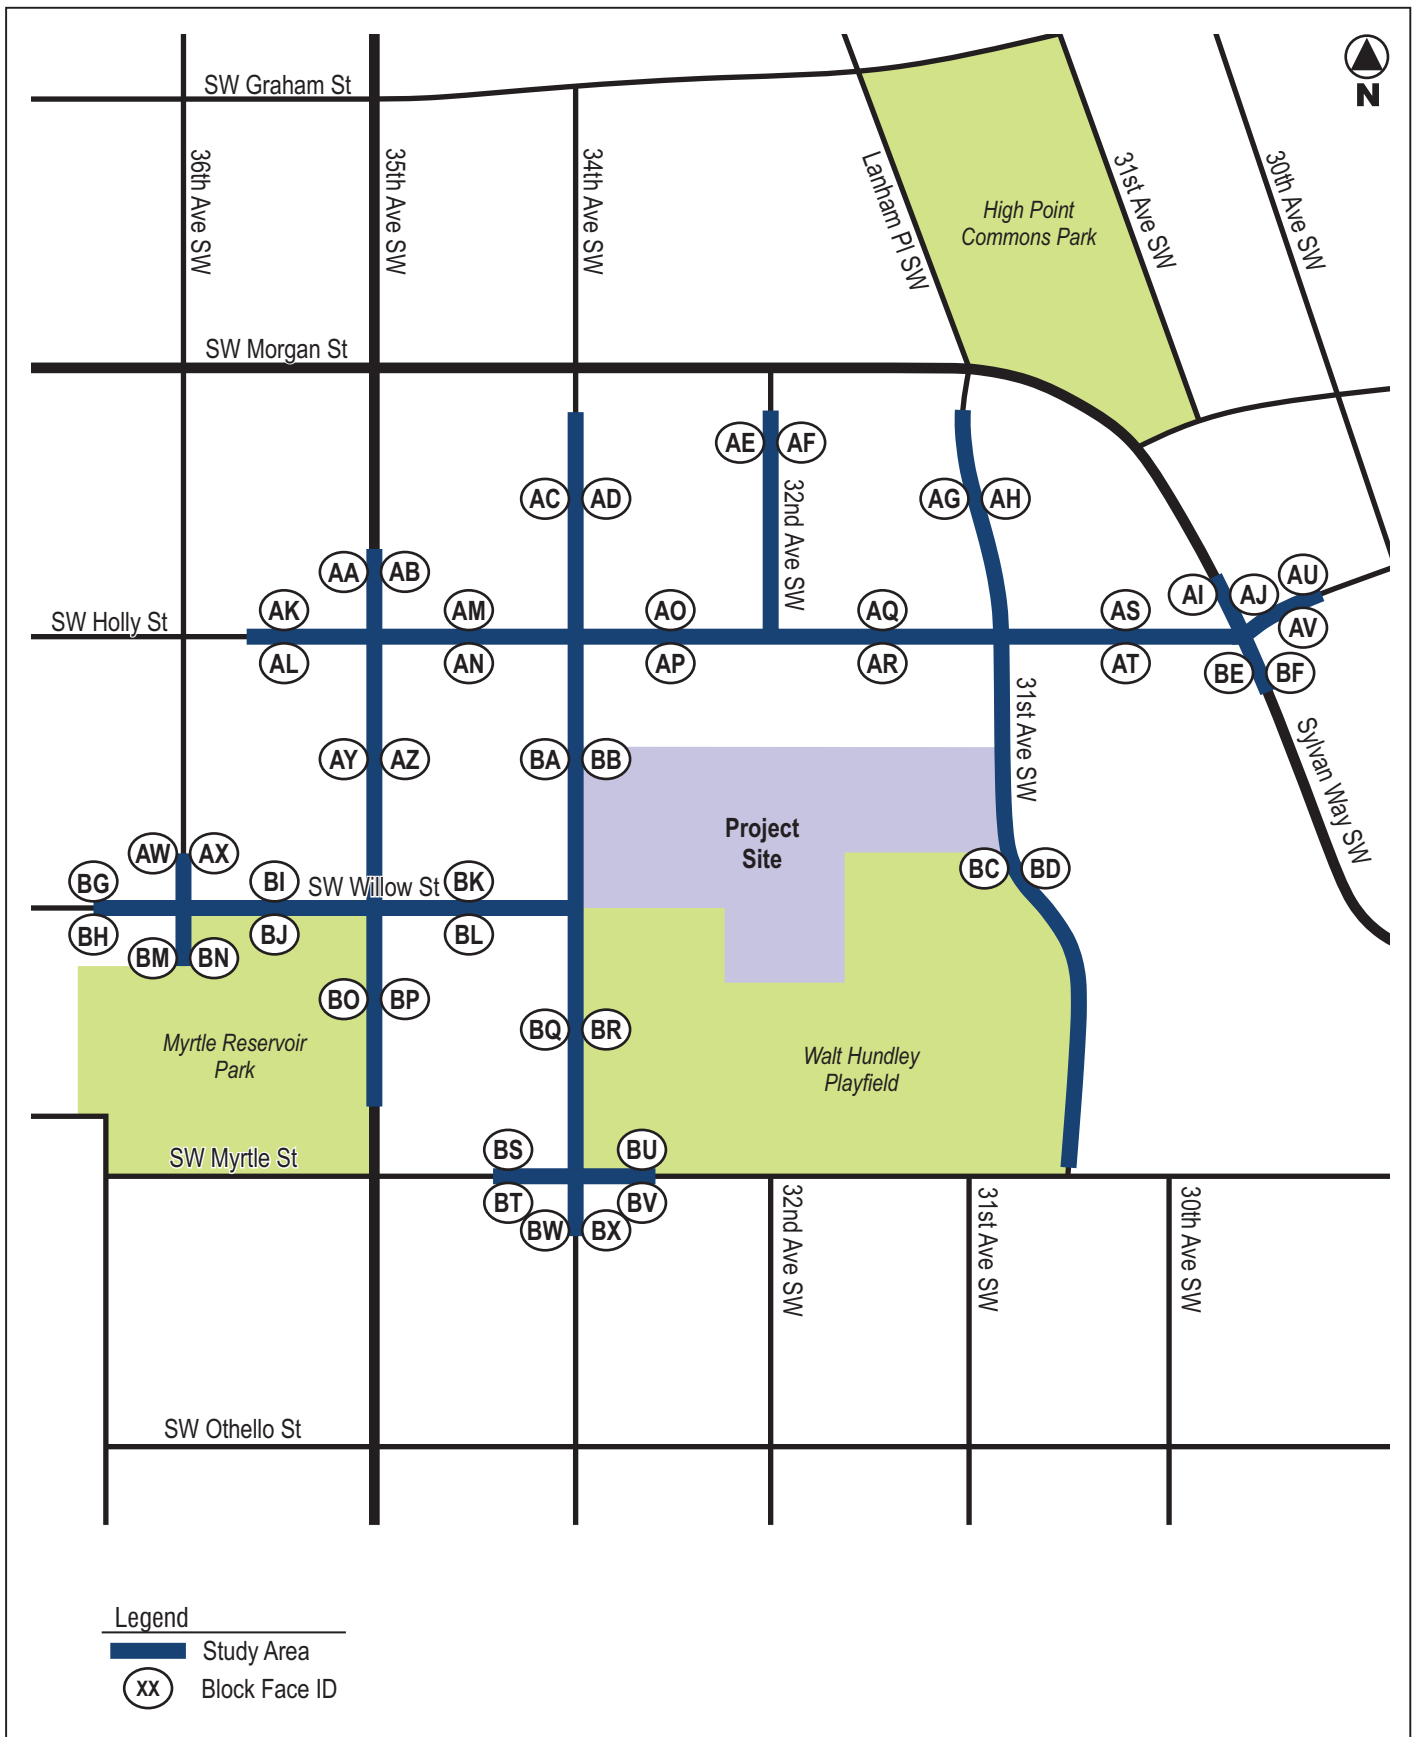 SW Graham St
N
36th Ave SW
35th Ave SW
34th Ave SW
Lanham Pl SW
High Point
Commons Park
31st Ave SW
30th Ave SW
SW Morgan St
AE
AF
32nd Ave SW
AC
AD
AG
AH
AA
AB
AI
AJ
AU
AV
SW Holly St
AK
AM
AO
AQ
AS
AL
AN
AP
AR
AT
BE
BF
31st Ave SW
Sylvan Way SW
AY
AZ
BA
BB
Project
Site
AW
AX
BC
BD
BG
BI
SW Willow St
BK
BH
BJ
BL
BM
BN
BO
BP
BQ
BR
Myrtle Reservoir
Park
Walt Hundley
Playfield
SW Myrtle St
BS
BU
BT
BV
BW
BX
32nd Ave SW
31st Ave SW
30th Ave SW
SW Othello St
Legend
Study Area
XX
Block Face ID